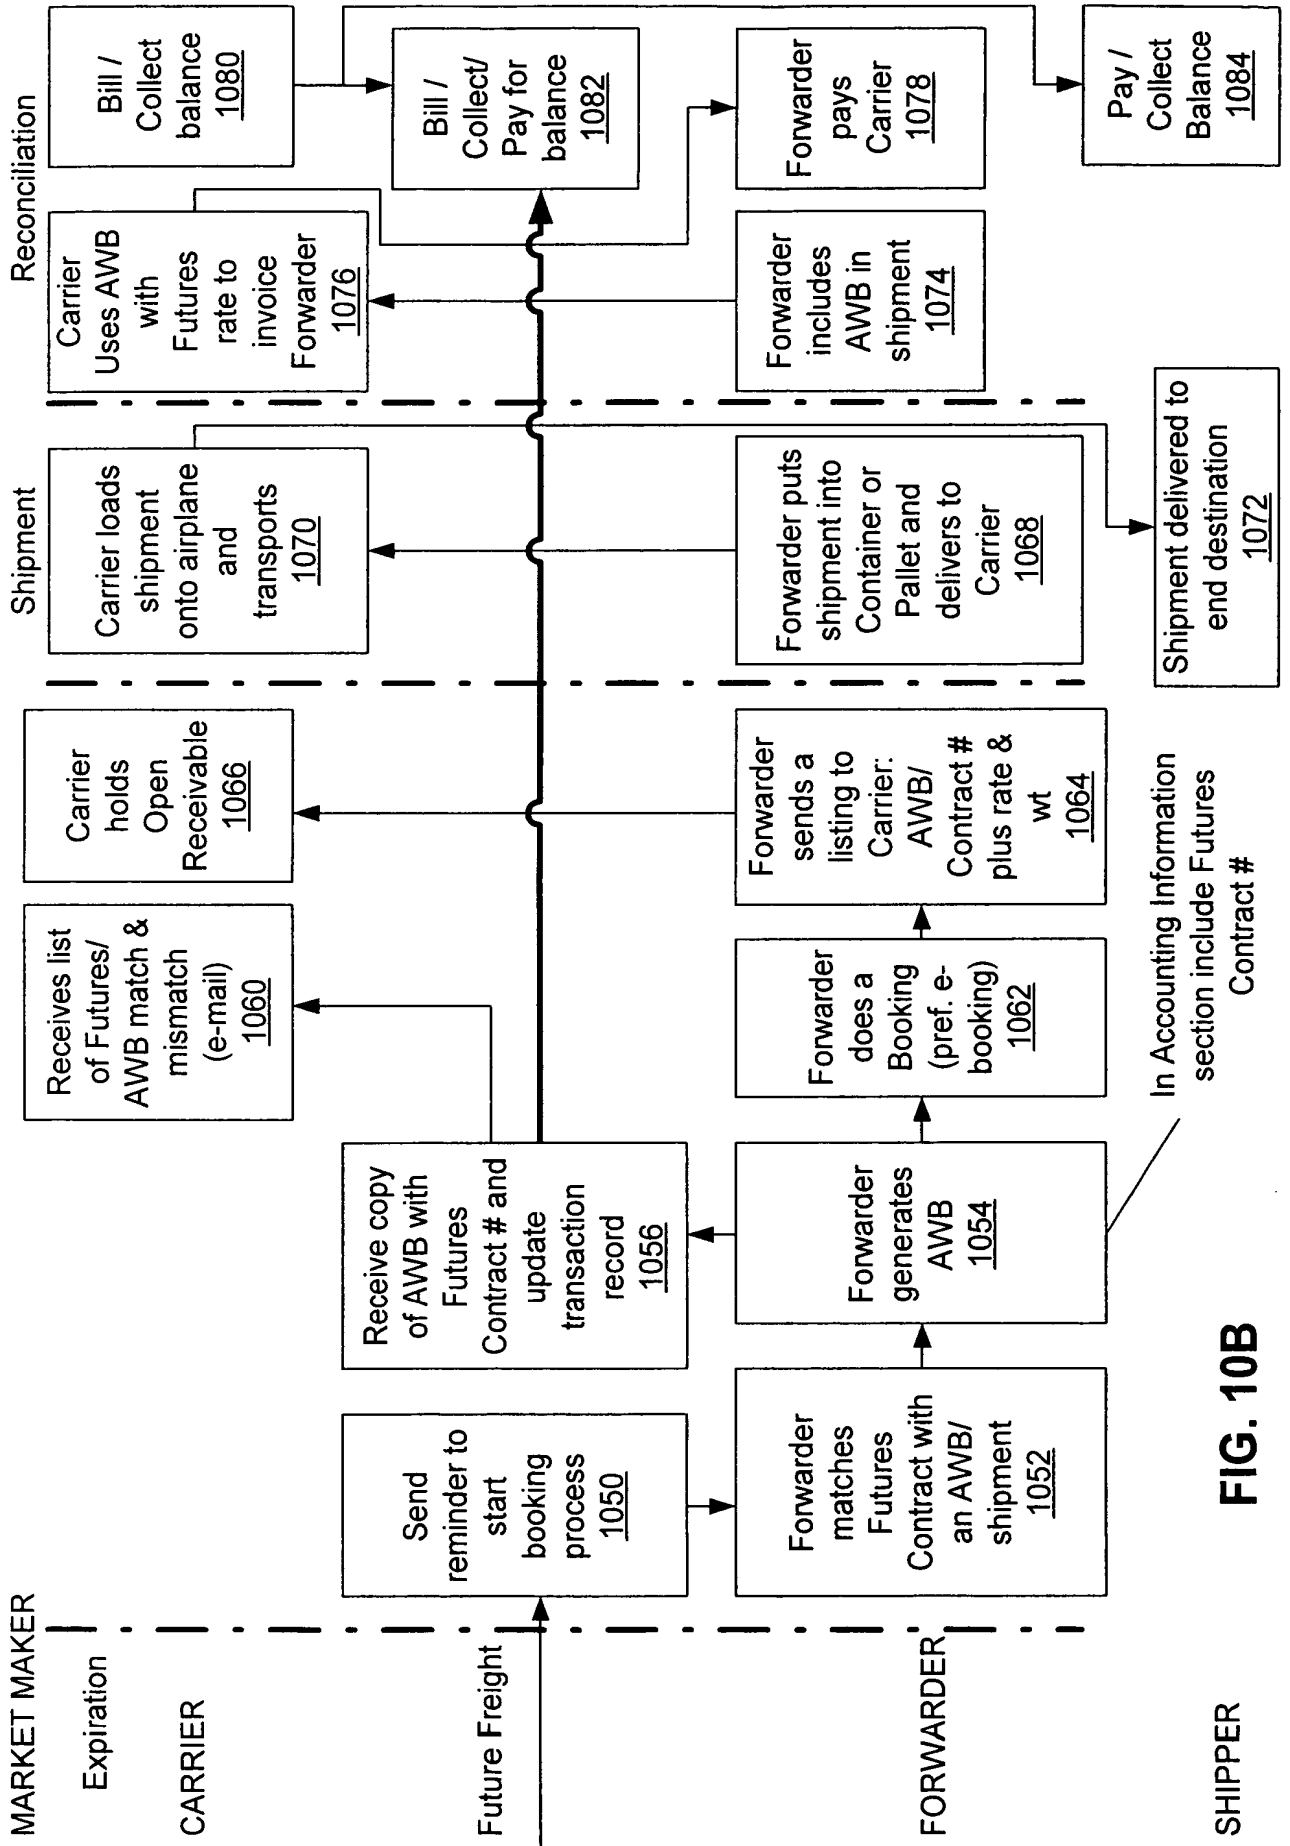 MARKET MAKER
Expiration
Shipment
Reconciliation
CARRIER
Receives list
of Futures/
AWB match &
mismatch
(e-mail)
1060
Carrier
holds
Open
Receivable
1066
Carrier loads
shipment
onto airplane
and
transports
1070
Carrier
Uses AWB
with
Futures
rate to
invoice
Forwarder
1076
Bill /
Collect
balance
1080
Future Freight
Send
reminder to
start
booking
process
1050
Receive copy
of AWB with
Futures
Contract # and
update
transaction
record
1056
Bill /
Collect/
Pay for
balance
1082
FORWARDER
Forwarder
matches
Futures
Contract with
an AWB/
shipment
1052
Forwarder
generates
AWB
1054
Forwarder
does a
Booking
(pref. e-
booking)
1062
Forwarder
sends a
listing to
Carrier:
AWB/
Contract #
plus rate &
wt
1064
Forwarder puts
shipment into
Container or
Pallet and
delivers to
Carrier
1068
Forwarder
includes
AWB in
shipment
1074
Forwarder
pays
Carrier
1078
SHIPPER
In Accounting Information
section include Futures
Contract #
Shipment delivered to
end destination
1072
Pay /
Collect
Balance
1084
FIG. 10B